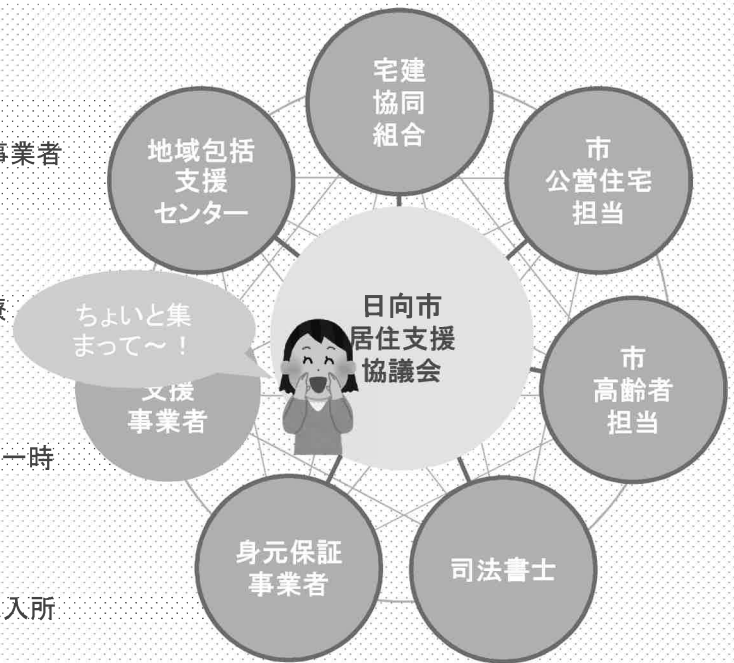 宅建
協同
組合
地域包括
支援
センター
市
公営住宅
担当
事業者
日向市
居住支援
協議会
ちょいと集
まって～！
療
支援
事業者
市
高齢者
担当
一時
身元保証
事業者
司法書士
入所